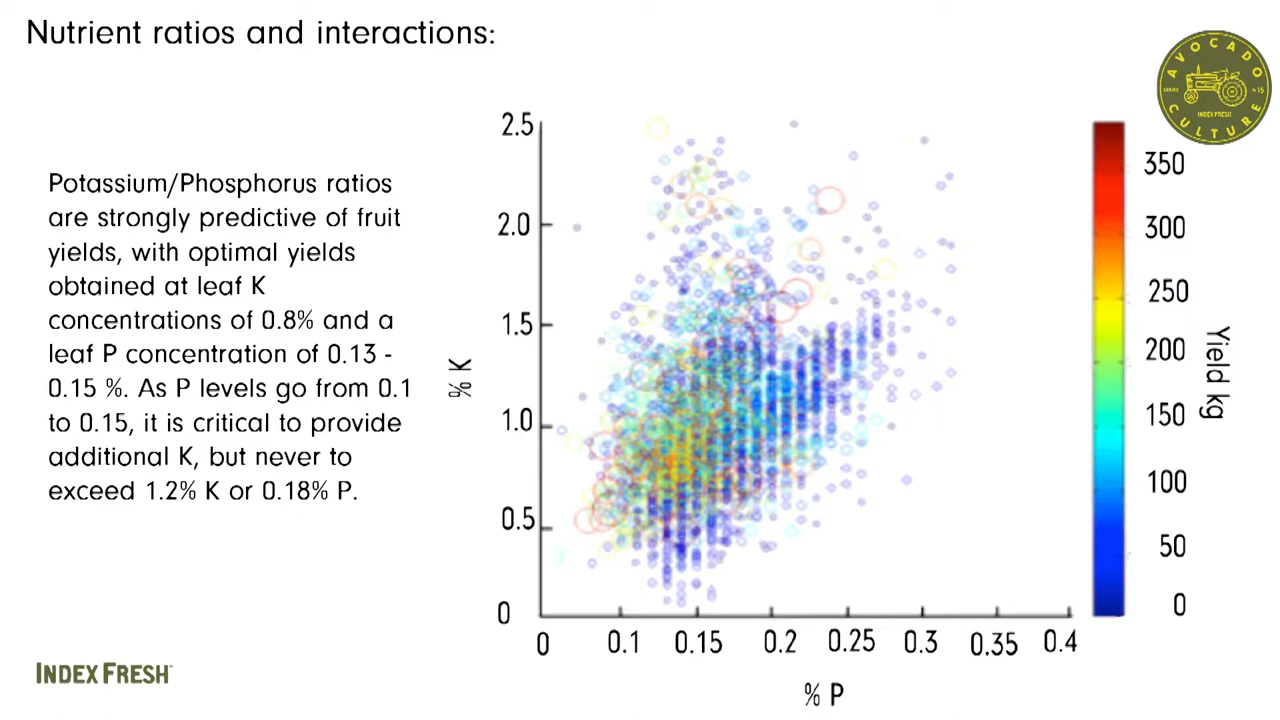 Nutrient ratios and interactions:
AVOCADO
SERIES
No 15
INDEX FRESH
CULTURE
Potassium/Phosphorus ratios
are strongly predictive of fruit
yields, with optimal yields
obtained at leaf K
concentrations of 0.8% and a
leaf P concentration of 0.13 -
0.15 %. As P levels go from 0.1
to 0.15, it is critical to provide
additional K, but never to
exceed 1.2% K or 0.18% P.
% K
2.5
2.0
1.5
1.0
0.5
0
0 0.1 0.15 0.2 0.25 0.3 0.35 0.4
% P
350
300
250
200
150
100
50
0
Yield kg
INDEX FRESH